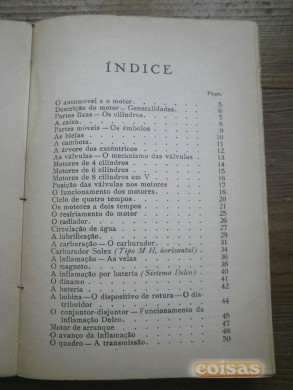 ÍNDICE
Págs.
O automóvel e o motor. 5
Descrição do motor — Generalidades. 6
Partes fixas — Os cilindros. 7
A caixa. 8
Partes móveis — Os êmbolos 9
As bielas 10
A cambota. 11
A árvore dos excêntricos 12
As válvulas — O mecanismo das válvulas 13
Motores de 4 cilindros 14
Motores de 6 cilindros 15
Motores de 8 cilindros em V 16
Posição das válvulas nos motores 17
O funcionamento dos motores. 18
Ciclo de quatro tempos 20
Os motores a dois tempos 21
O resfriamento do motor 25
O radiador. 26
Circulação de água 27
A lubrificação. 28
A carburação — O carburador. 31
Carburador Solex (Tipo M H, horizontal) 34
A inflamação — As velas
O magneto. 38
A inflamação por bateria (Sistema Delco) 40
O dínamo 41
A bateria 42
A bobina — O dispositivo de rotura — O distribuidor 44
O conjuntor-disjuntor — Funcionamento da inflamação Delco. 45
Motor de arranque 47
O avanço da inflamação 48
O quadro — A transmissão. 50
coisas